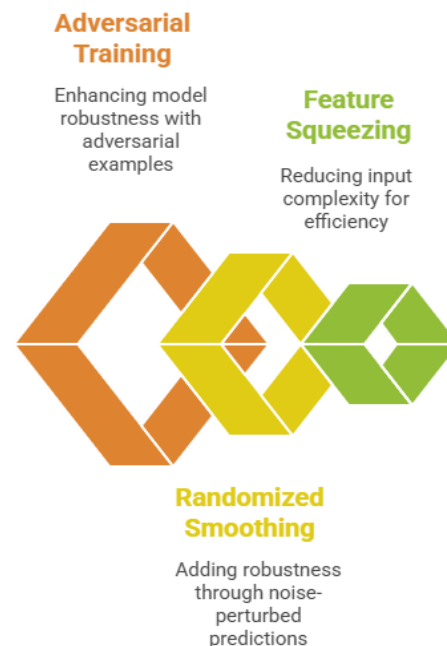 Adversarial
Training
Enhancing model
robustness with
adversarial
examples
Feature
Squeezing
Reducing input
complexity for
efficiency
Randomized
Smoothing
Adding robustness
through noise-
perturbed
predictions